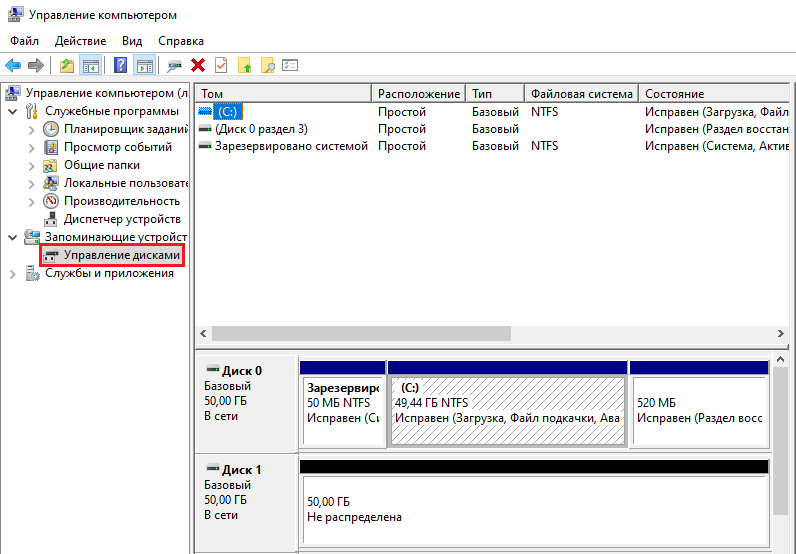 Управление компьютером
Файл Действие Вид Справка
Управление компьютером (л
Служебные программы
Планировщик заданий
Просмотр событий
Общие папки
Локальные пользовате
Производительность
Диспетчер устройств
Запоминающие устройст
Управление дисками
Службы и приложения
Том Расположение Тип Файловая система Состояние
(C:) Простой Базовый NTFS Исправен (Загрузка, Файл
(Диск 0 раздел 3) Простой Базовый Исправен (Раздел восстан
Зарезервировано системой Простой Базовый NTFS Исправен (Система, Актив
Диск 0
Базовый
50,00 ГБ
В сети
Зарезервиро
50 МБ NTFS
Исправен (Си
(C:)
49,44 ГБ NTFS
Исправен (Загрузка, Файл подкачки, Ава
520 МБ
Исправен (Раздел восс
Диск 1
Базовый
50,00 ГБ
В сети
50,00 ГБ
Не распределена